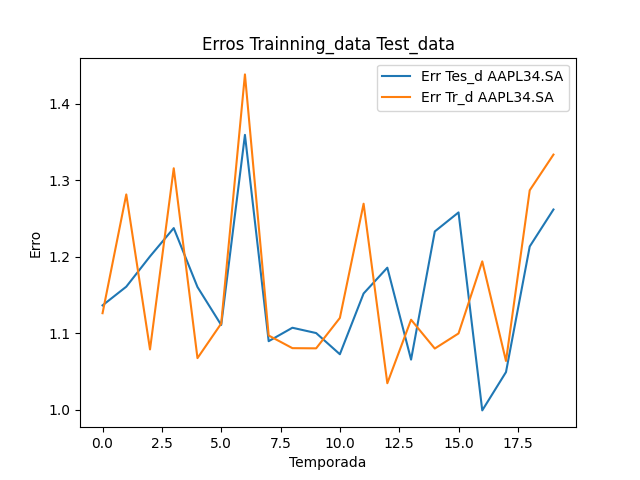 Erros Trainning_data Test_data
Err Tes_d AAPL34.SA
Err Tr_d AAPL34.SA
Erro
1.4
1.3
1.2
1.1
1.0
0.0 2.5 5.0 7.5 10.0 12.5 15.0 17.5
Temporada